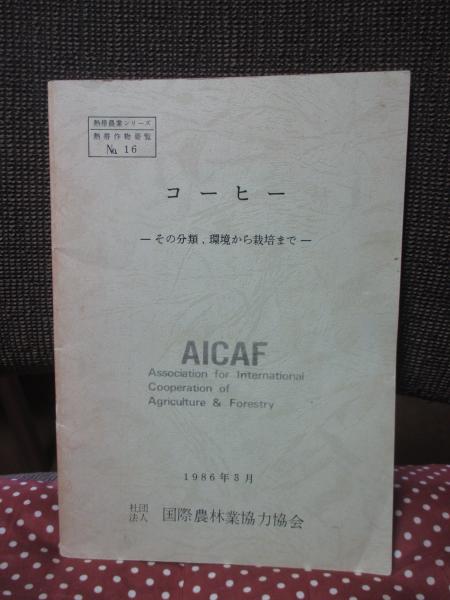 熱帯農業シリーズ
熱帯作物要覧
№ 16
コーヒー
―その分類、環境から栽培まで―
AICAF
Association for International
Cooperation of
Agriculture & Forestry
1986年3月
社団法人 国際農林業協力協会